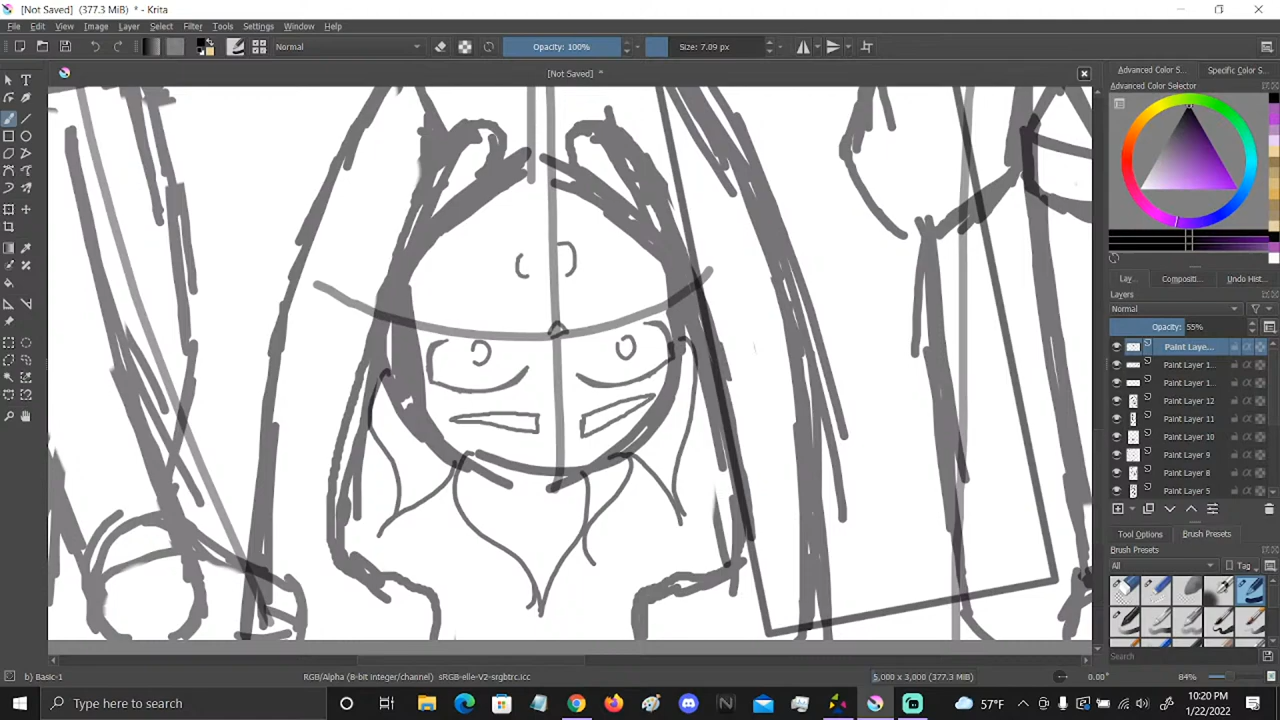 [Not Saved] (377.3 MiB) * - Krita
File Edit View Image Layer Select Filter Tools Settings Window Help
Normal Opacity: 100% Size: 7.09 px
[Not Saved]
Advanced Color S... Specific Color S...
Advanced Color Selector
Lay... Compositi... Undo Hist...
Layers
Normal
Opacity: 55%
Paint Laye...
Paint Layer 1...
Paint Layer 1...
Paint Layer 12
Paint Layer 11
Paint Layer 10
Paint Layer 9
Paint Layer 8
Paint Layer 5
Tool Options Brush Presets
Brush Presets
All Tag
Search
b) Basic-1 RGB/Alpha (8-bit integer/channel) sRGB-elle-V2-srgbtrc.icc 5,000 x 3,000 (377.3 MiB) 0.00° 84%
Type here to search 57°F 10:20 PM
1/22/2022